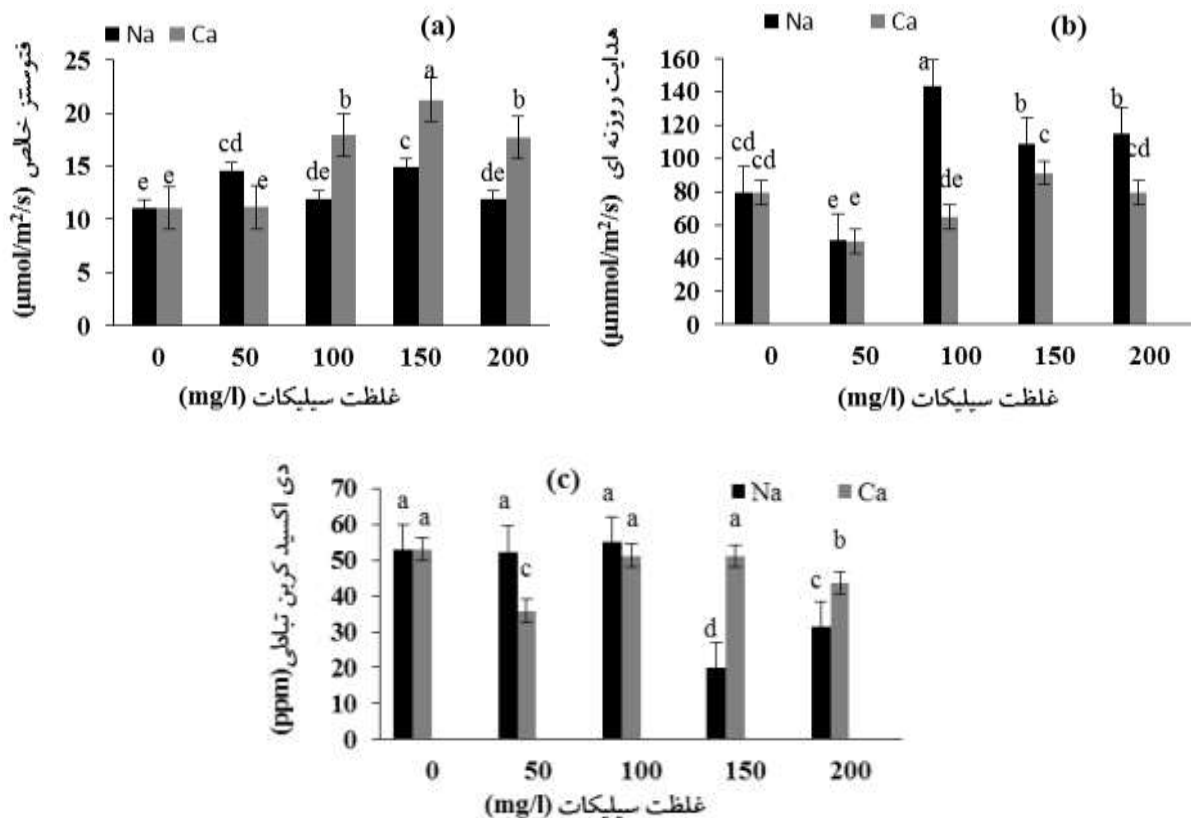 (a)
Na Ca
فتوسنتز خالص (µmol/m²/s)
25
20
15
10
5
0
e e cd e de b c a de b
0 50 100 150 200
غلظت سیلیکات (mg/l)
(b)
Na Ca
هدایت روزنه ای (µmmol/m²/s)
160
140
120
100
80
60
40
20
0
cd cd e e a de b c b cd
0 50 100 150 200
غلظت سیلیکات (mg/l)
(c)
Na Ca
دی اکسید کربن تبادلی (ppm)
70
60
50
40
30
20
10
0
a a a c a a d a c b
0 50 100 150 200
غلظت سیلیکات (mg/l)